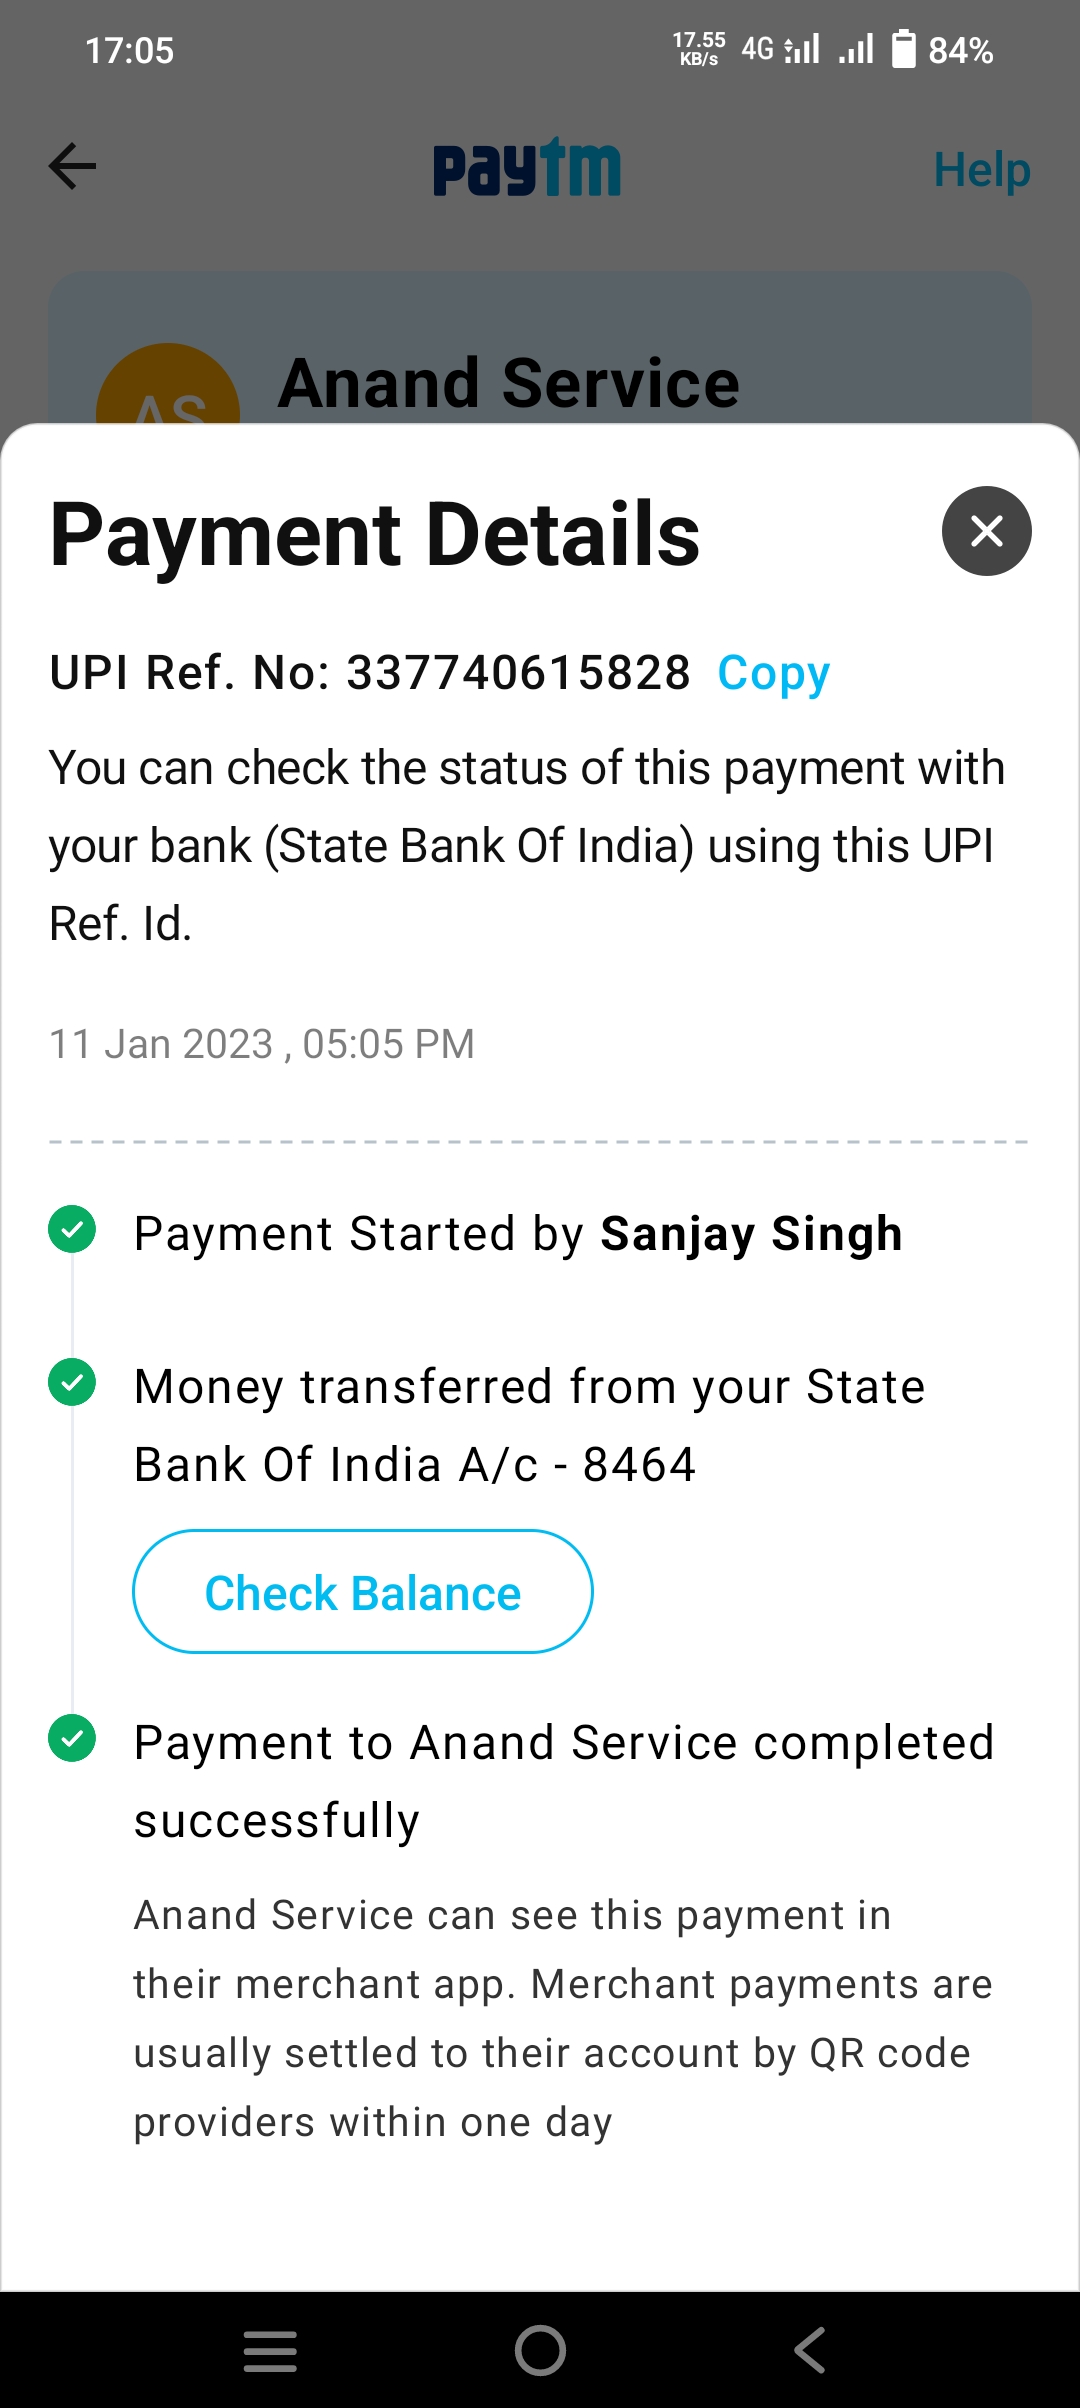 17:05
17.55
KB/s
4G
84%
paytm
Help
AS
Anand Service
Payment Details
UPI Ref. No: 337740615828 Copy
You can check the status of this payment with
your bank (State Bank Of India) using this UPI
Ref. Id.
11 Jan 2023 , 05:05 PM
Payment Started by Sanjay Singh
Money transferred from your State
Bank Of India A/c - 8464
Check Balance
Payment to Anand Service completed
successfully
Anand Service can see this payment in
their merchant app. Merchant payments are
usually settled to their account by QR code
providers within one day